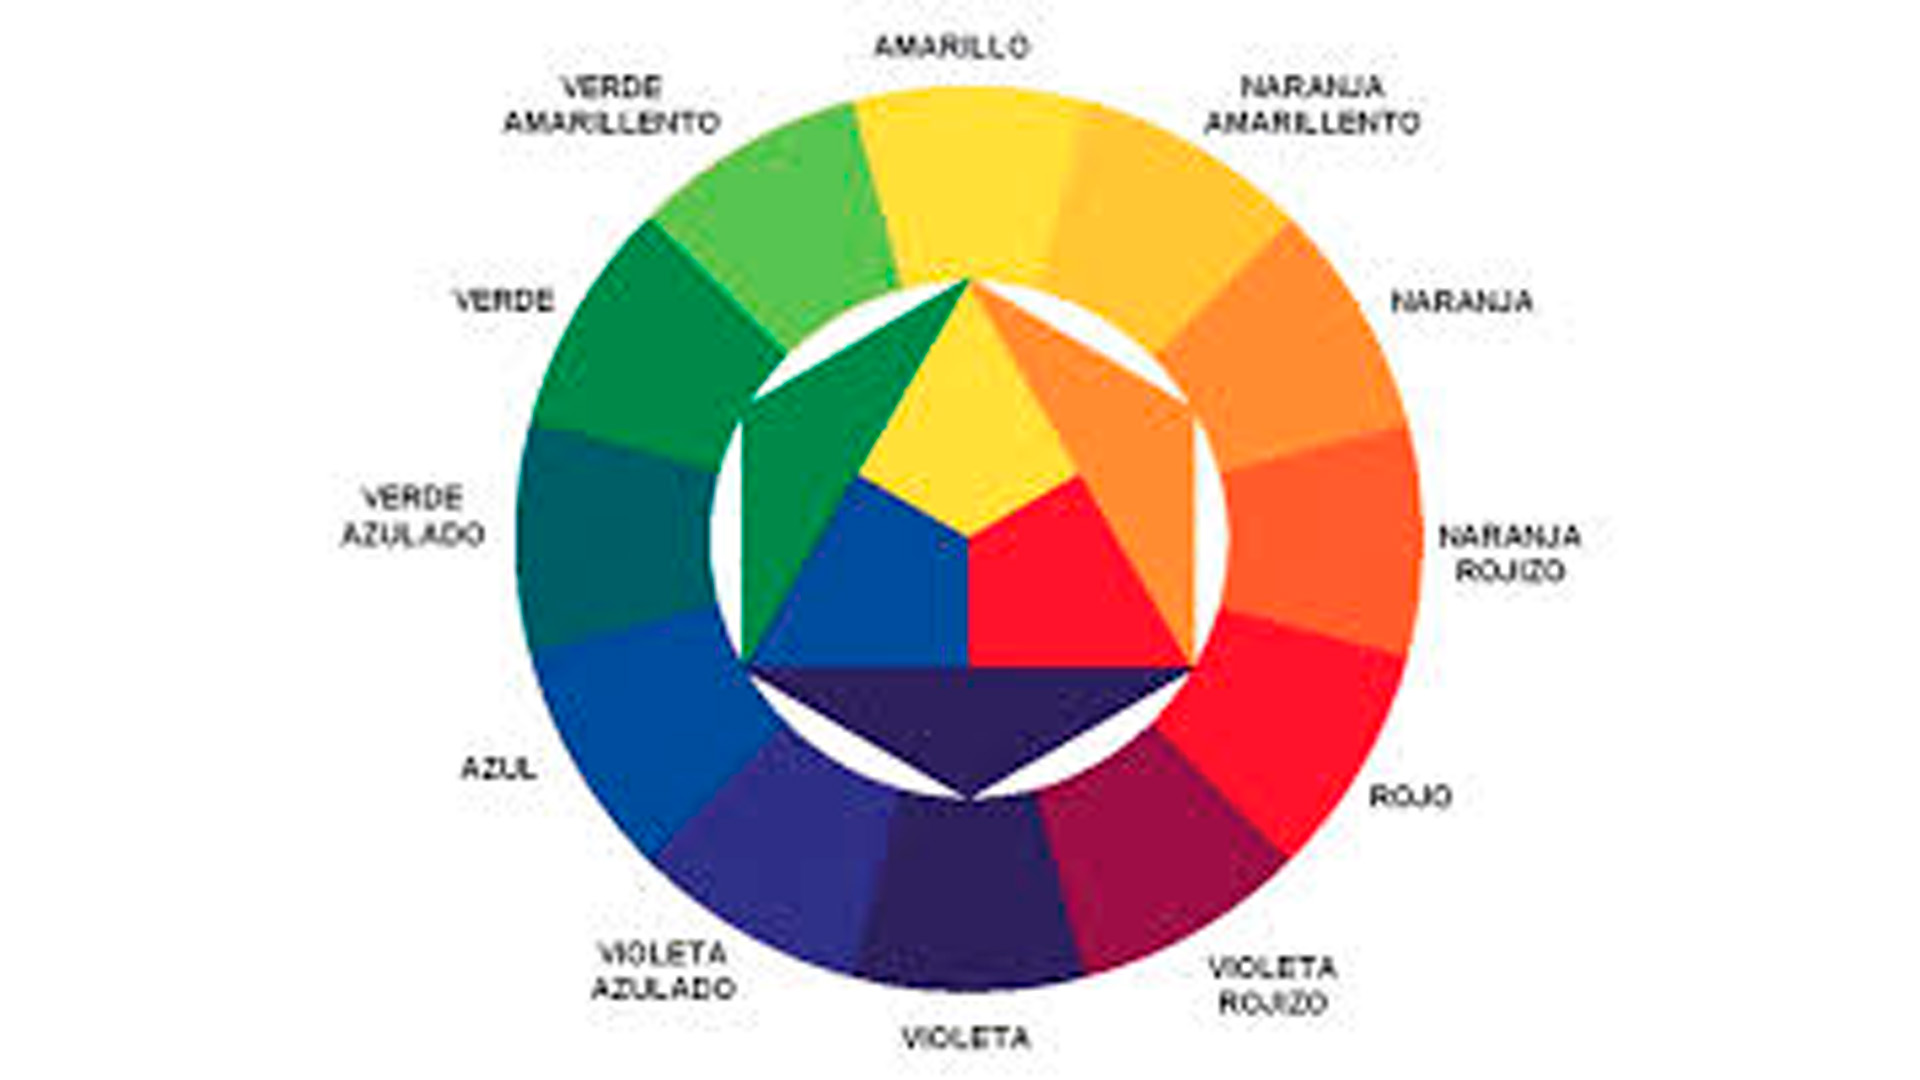 AMARILLO
VERDE
AMARILLENTO
NARANJA
AMARILLENTO
VERDE
NARANJA
VERDE
AZULADO
NARANJA
ROJIZO
AZUL
ROJO
VIOLETA
AZULADO
VIOLETA
ROJIZO
VIOLETA